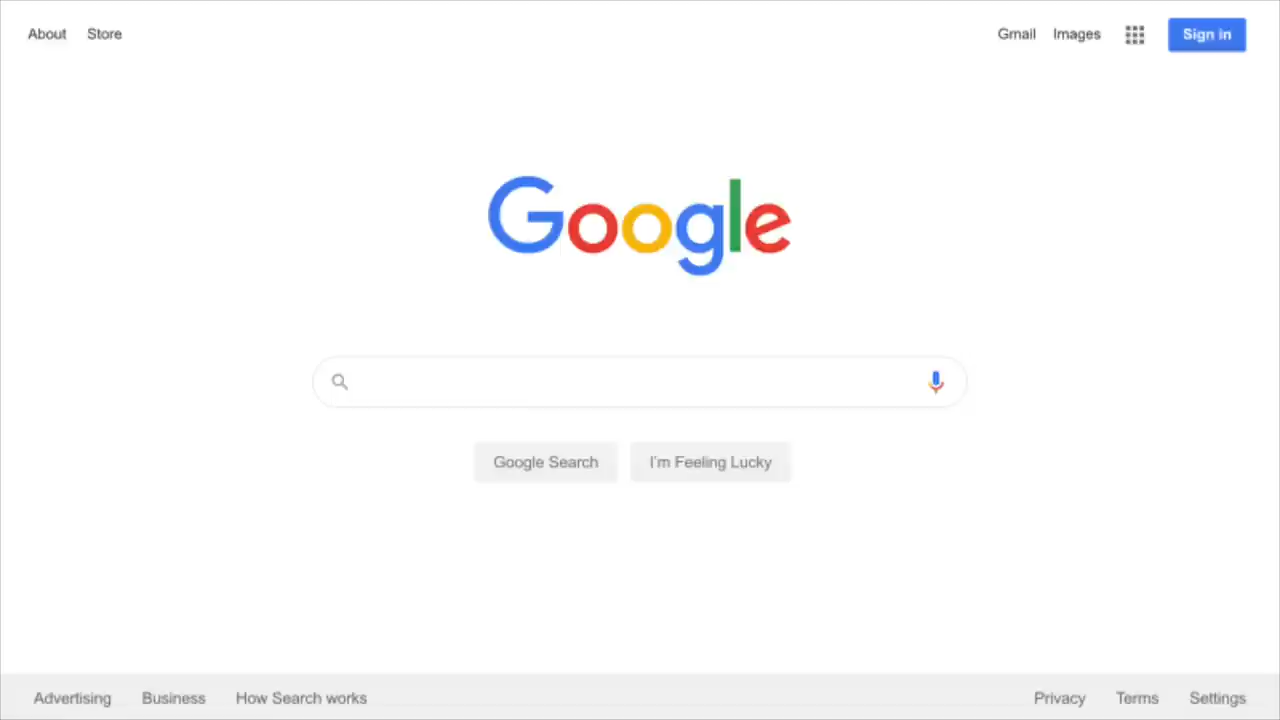 About Store Gmail Images Sign in
Google
Google Search I'm Feeling Lucky
Advertising Business How Search works Privacy Terms Settings